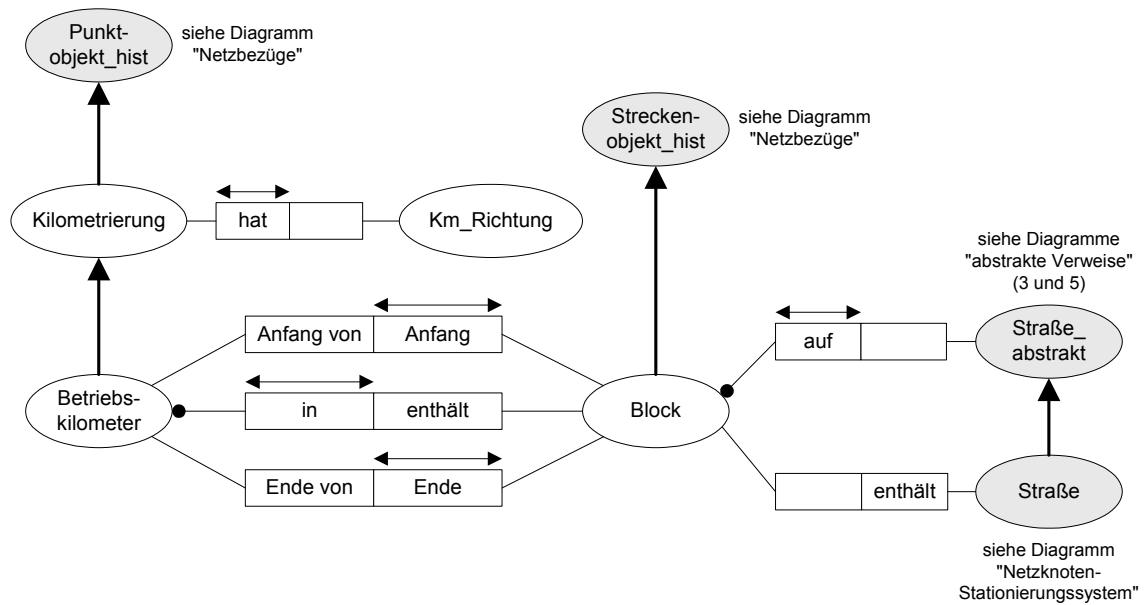 Punkt-
objekt_hist
siehe Diagramm
"Netzbezüge"
Strecken-
objekt_hist
siehe Diagramm
"Netzbezüge"
Kilometrierung
hat
Km_Richtung
siehe Diagramme
"abstrakte Verweise"
(3 und 5)
Anfang von
Anfang
auf
Straße_
abstrakt
Betriebs-
kilometer
in
enthält
Block
Ende von
Ende
enthält
Straße
siehe Diagramm
"Netzknoten-
Stationierungssystem"